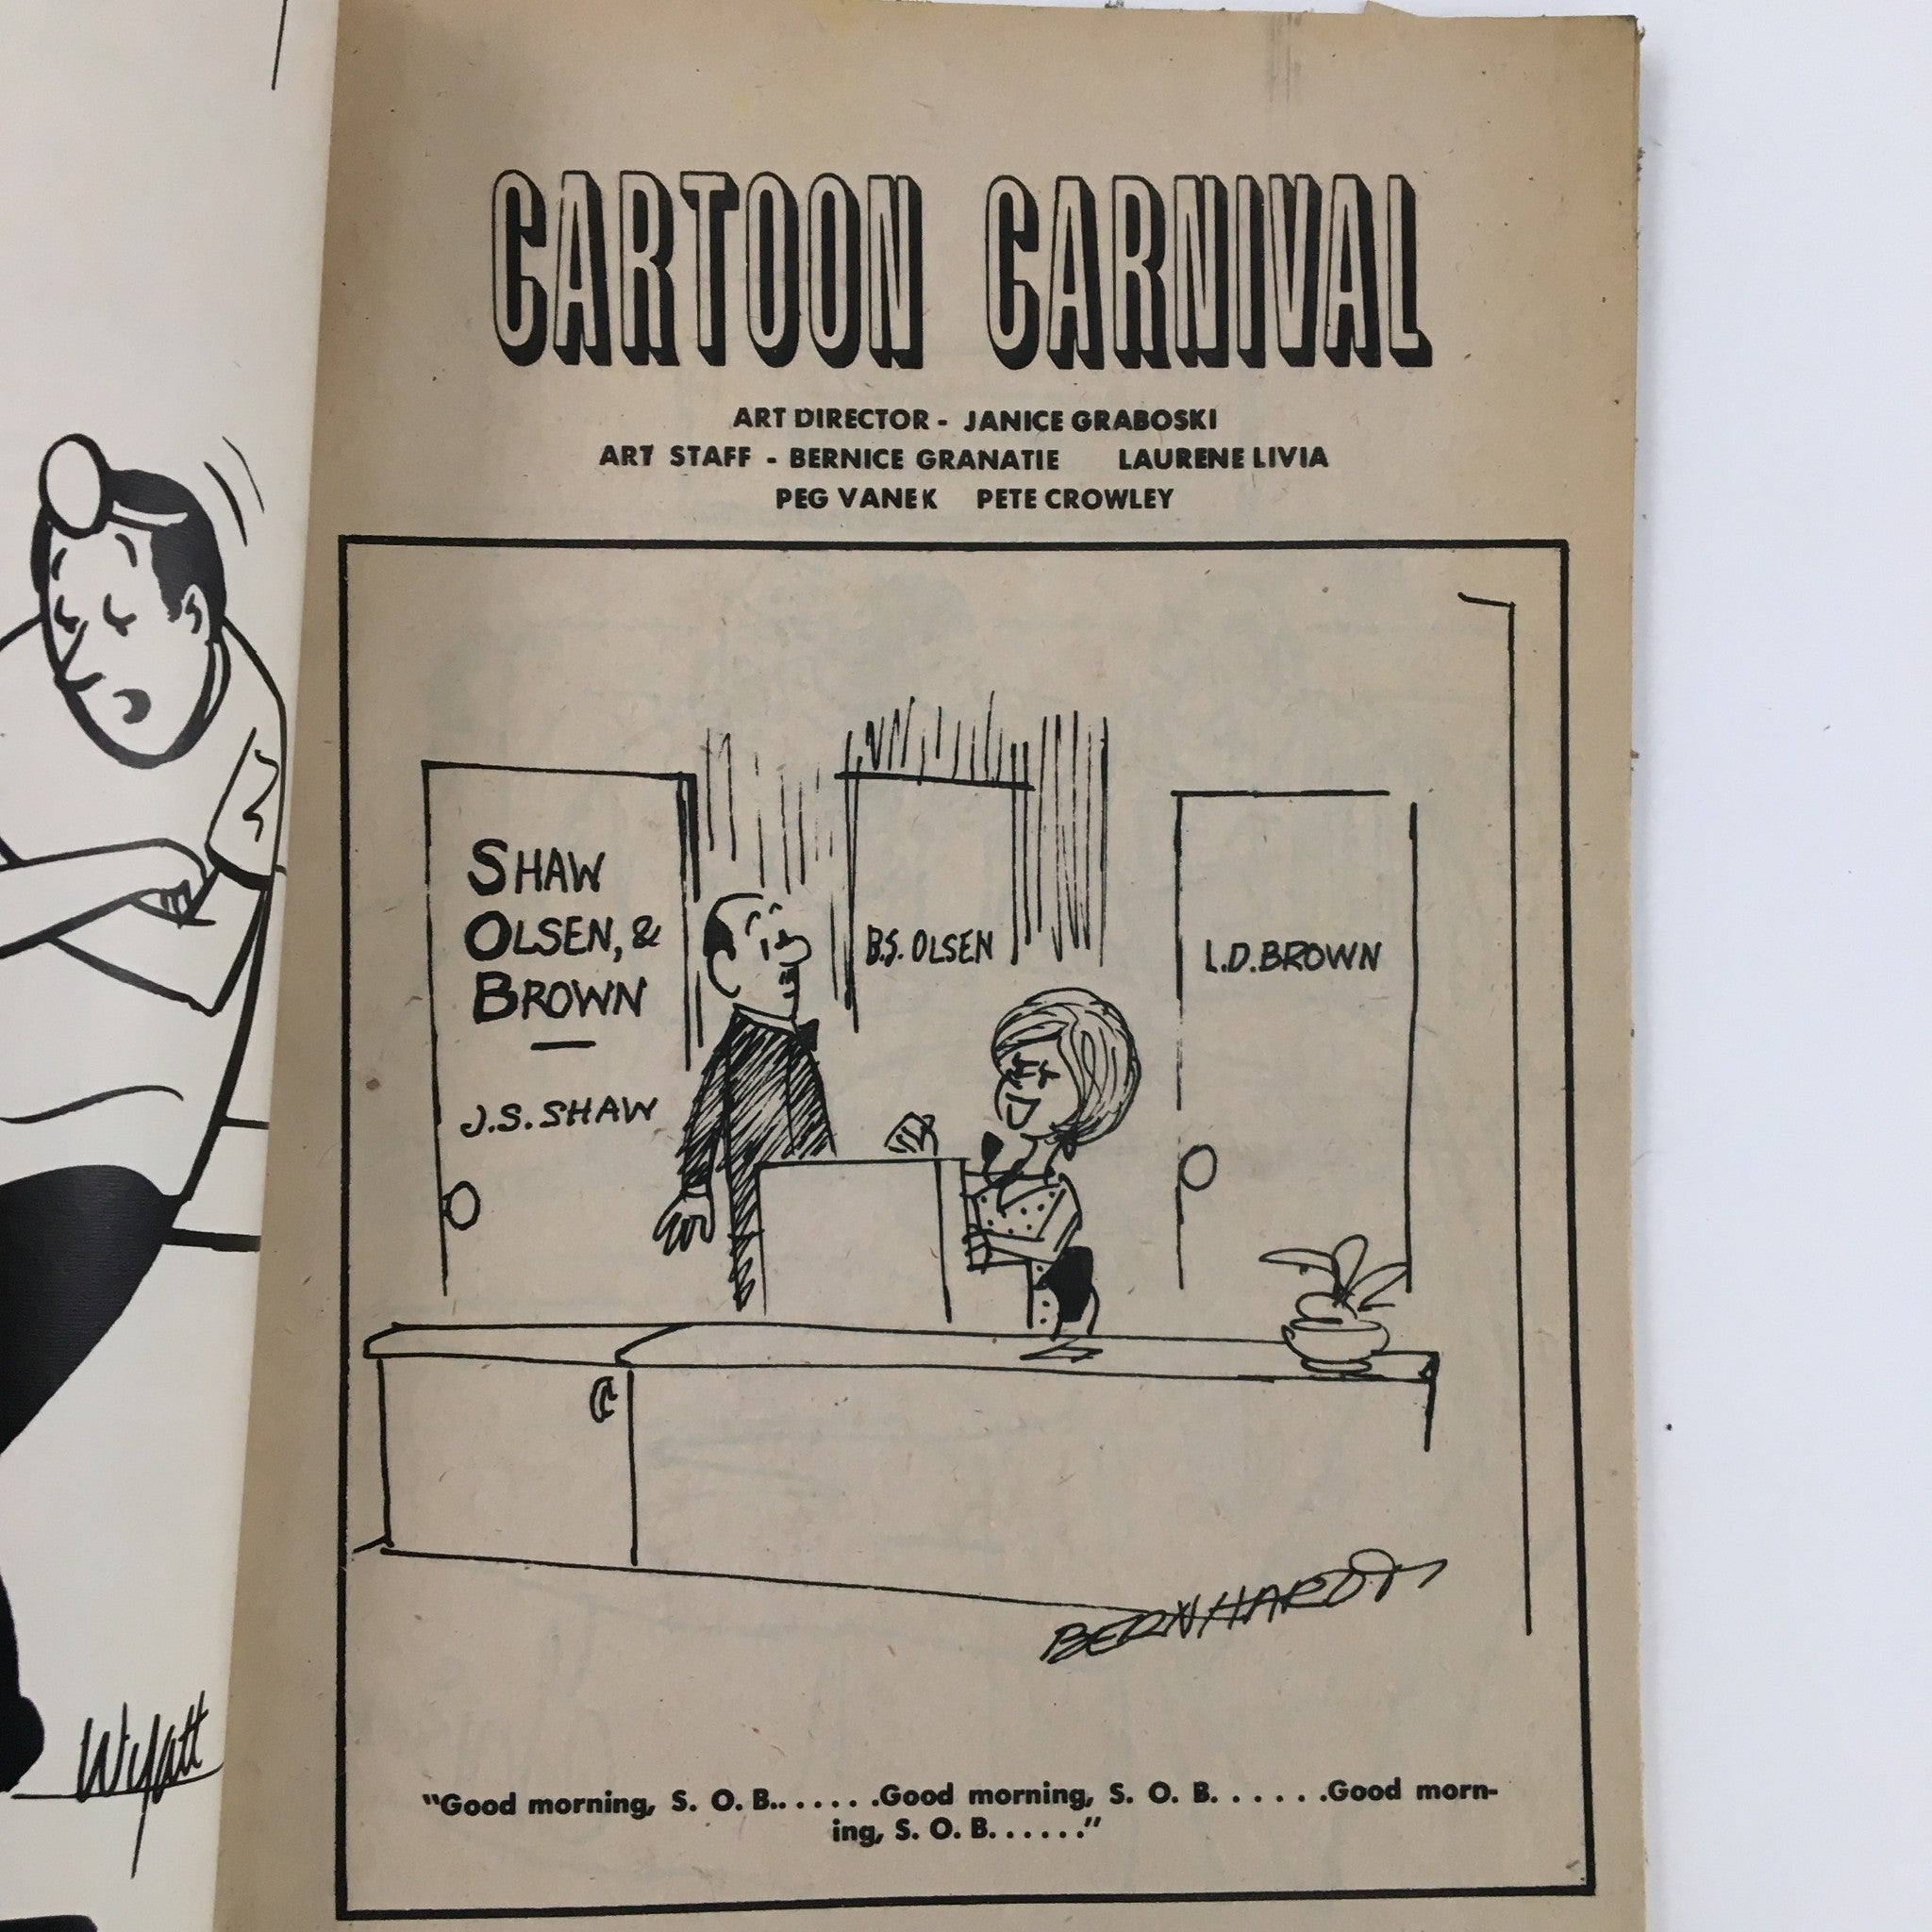 CARTOON CARNIVAL
ART DIRECTOR - JANICE GRABOSKI
ART STAFF - BERNICE GRANATIE LAURENE LIVIA
PEG VANEK PETE CROWLEY
SHAW
OLSEN, &
BROWN
J.S. SHAW
B.S. OLSEN
L.D. BROWN
BERNHARDT
"Good morning, S. O. B.. . . . . .Good morning, S. O. B. . . . . .Good morn-
ing, S. O. B. . . . . ."
Wyatt